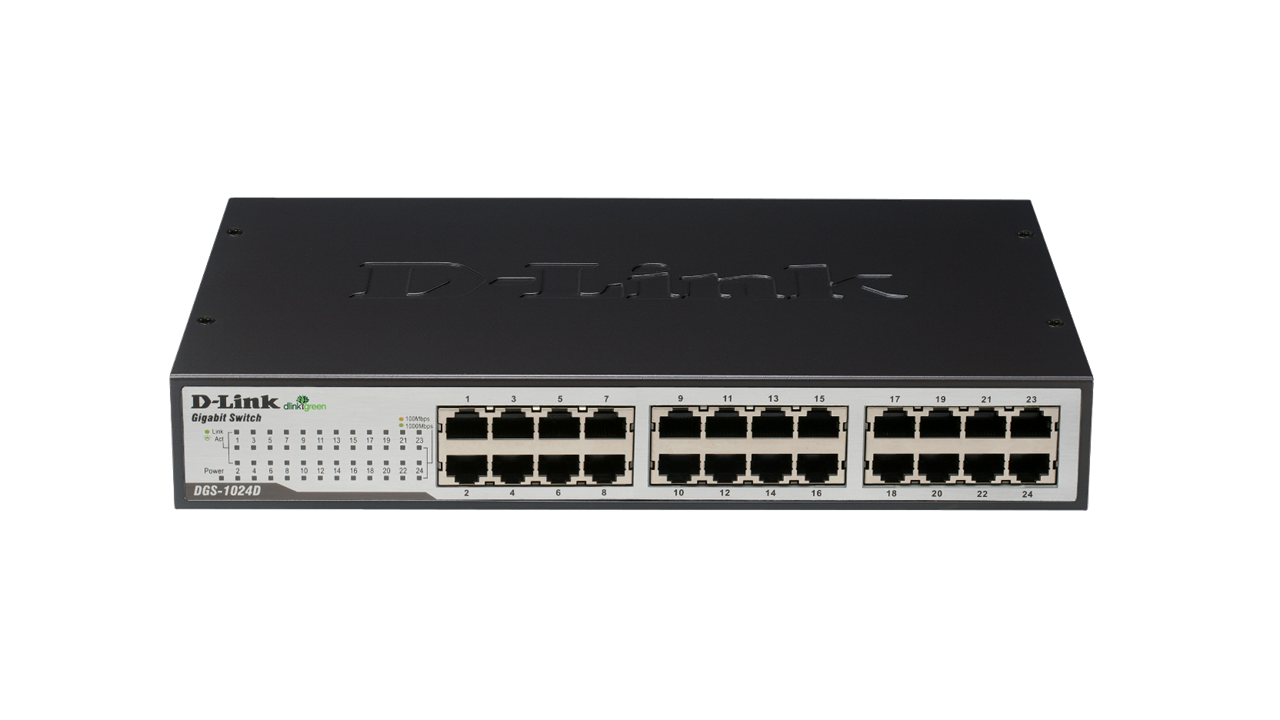 D-Link
D-Link dlinkgreen
Gigabit Switch
100Mbps
1000Mbps
Link
Act
1 3 5 7 9 11 13 15 17 19 21 23
Power 2 4 6 8 10 12 14 16 18 20 22 24
DGS-1024D
1 3 5 7 9 11 13 15 17 19 21 23
2 4 6 8 10 12 14 16 18 20 22 24